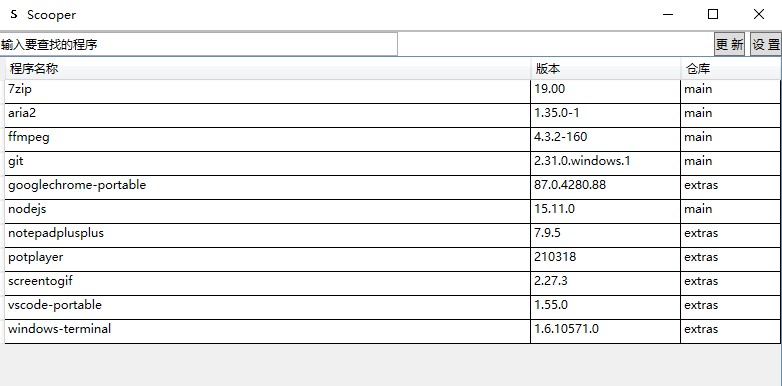 S Scooper
输入要查找的程序 更新 设置
程序名称 版本 仓库
7zip 19.00 main
aria2 1.35.0-1 main
ffmpeg 4.3.2-160 main
git 2.31.0.windows.1 main
googlechrome-portable 87.0.4280.88 extras
nodejs 15.11.0 main
notepadplusplus 7.9.5 extras
potplayer 210318 extras
screentogif 2.27.3 extras
vscode-portable 1.55.0 extras
windows-terminal 1.6.10571.0 extras